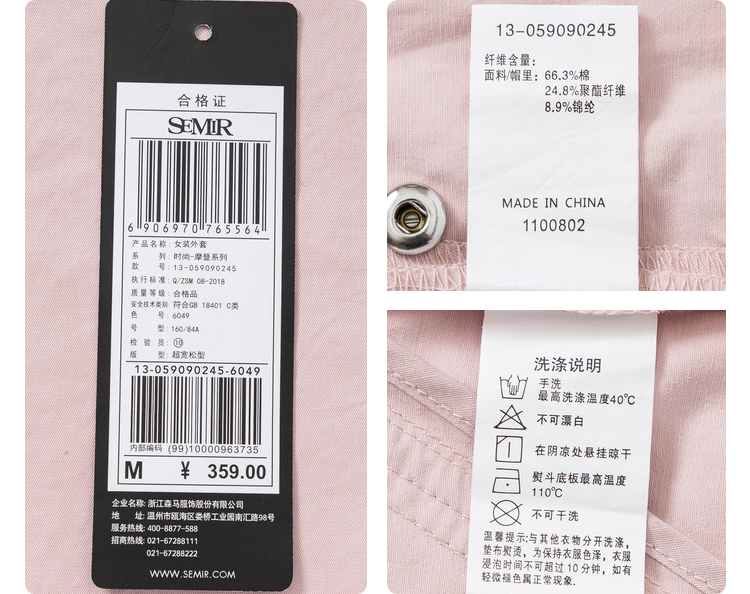 合格证
SEMIR
6 906970 765564
产品名称: 女装外套
系 列: 时尚-摩登系列
款 号: 13-059090245
执行标准: Q/ZSM 08-2018
质量等级: 合格品
安全技术类别: 符合GB 18401 C类
色 号: 6049
号 型: 160/84A
检 验 员: ⑩
版 型: 超宽松型
13-059090245-6049
内部编码 (99)1000963735
M ¥ 359.00
企业名称: 浙江森马服饰股份有限公司
地 址: 温州市瓯海区娄桥工业园南汇路98号
服务热线: 400-8877-588
招商热线: 021-67288111
021-67288222
WWW.SEMIR.COM
13-059090245
纤维含量:
面料/帽里: 66.3%棉
24.8%聚酯纤维
8.9%锦纶
MADE IN CHINA
1100802
洗涤说明
手洗
最高洗涤温度40℃
不可漂白
在阴凉处悬挂晾干
熨斗底板最高温度
110℃
不可干洗
温馨提示:与其他衣物分开洗涤,
垫布熨烫，为保持衣服色泽，衣服
浸泡时间不可超过10分钟，如有
轻微褪色属正常现象.